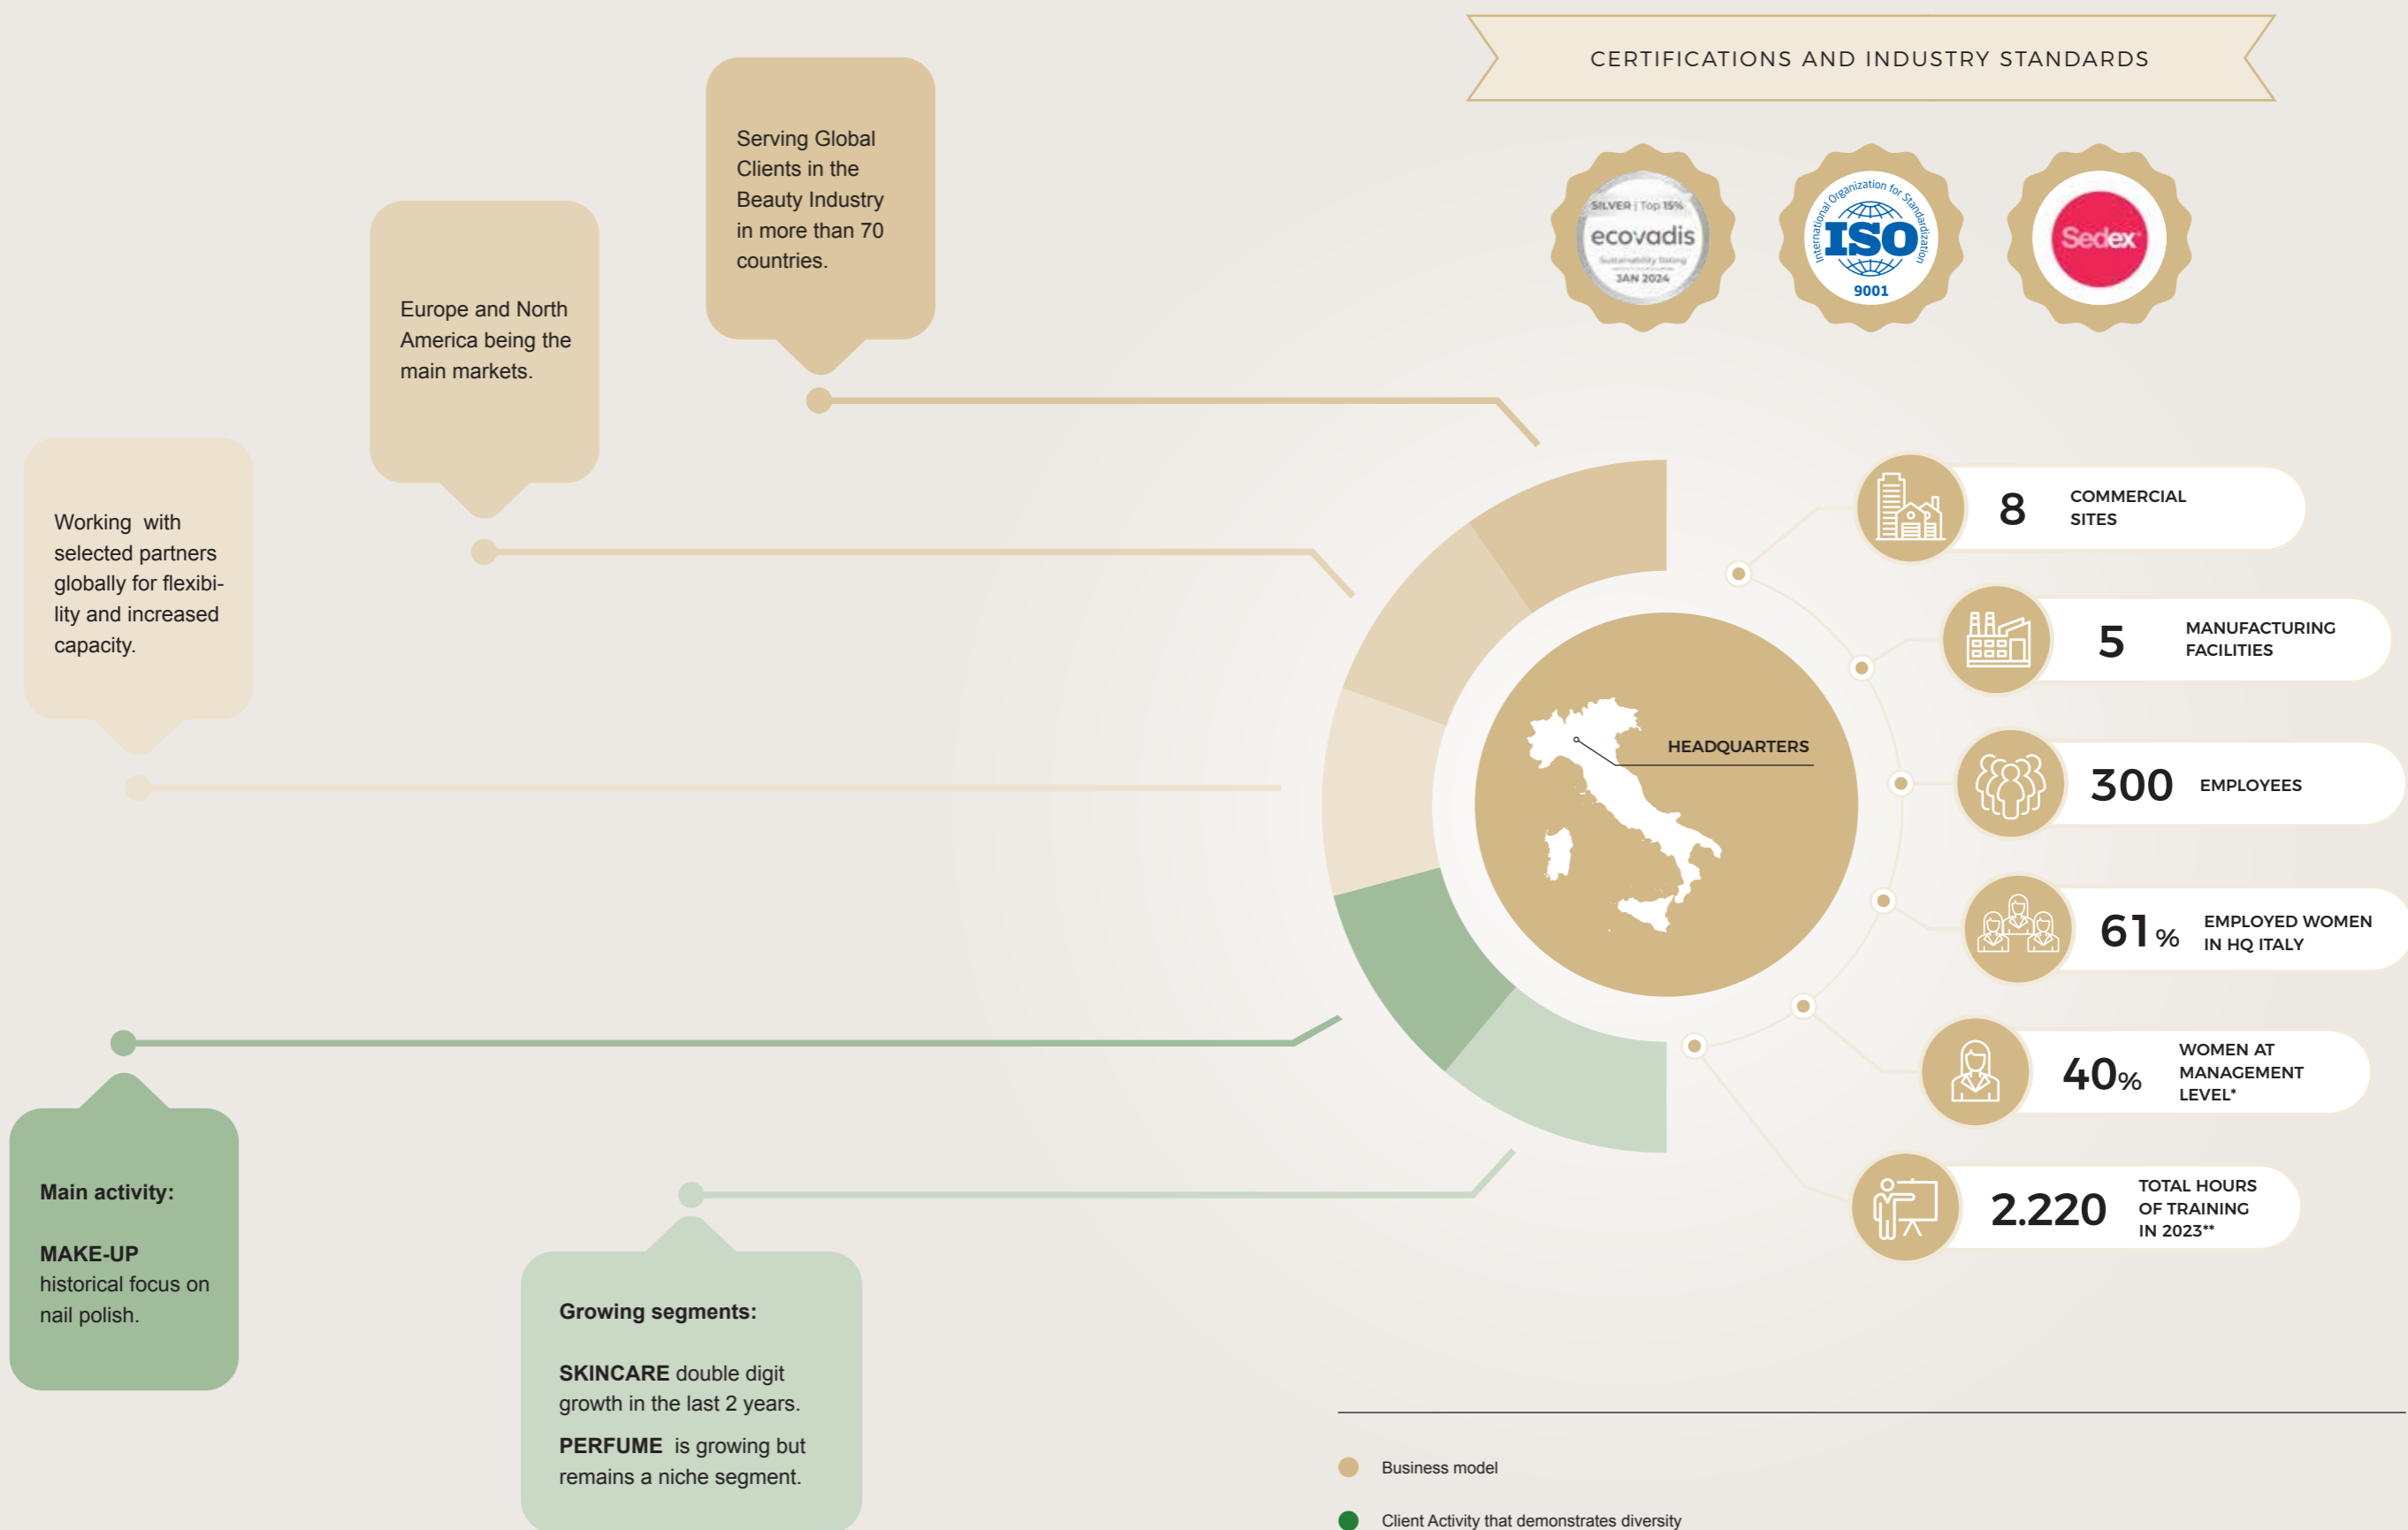 CERTIFICATIONS AND INDUSTRY STANDARDS
SILVER | Top 15%
ecovadis
Sustainability Rating
JAN 2024
International Organization for Standardization
ISO
9001
Sedex
Serving Global
Clients in the
Beauty Industry
in more than 70
countries.
Europe and North
America being the
main markets.
Working with
selected partners
globally for flexibi-
lity and increased
capacity.
Main activity:
MAKE-UP
historical focus on
nail polish.
Growing segments:
SKINCARE double digit
growth in the last 2 years.
PERFUME is growing but
remains a niche segment.
HEADQUARTERS
8 COMMERCIAL
SITES
5 MANUFACTURING
FACILITIES
300 EMPLOYEES
61% EMPLOYED WOMEN
IN HQ ITALY
40% WOMEN AT
MANAGEMENT
LEVEL*
2.220 TOTAL HOURS
OF TRAINING
IN 2023**
Business model
Client Activity that demonstrates diversity